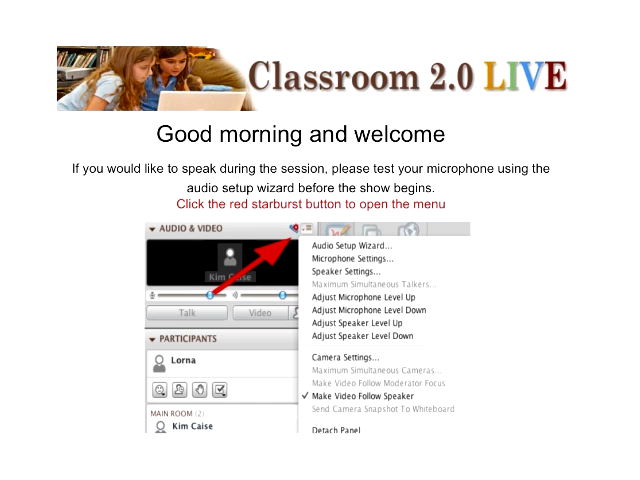 Classroom 2.0 LIVE
Good morning and welcome
If you would like to speak during the session, please test your microphone using the
audio setup wizard before the show begins.
Click the red starburst button to open the menu
AUDIO & VIDEO
Kim Caise
Talk
Video
PARTICIPANTS
Lorna
MAIN ROOM (2)
Kim Caise
Audio Setup Wizard...
Microphone Settings...
Speaker Settings...
Maximum Simultaneous Talkers...
Adjust Microphone Level Up
Adjust Microphone Level Down
Adjust Speaker Level Up
Adjust Speaker Level Down
Camera Settings...
Maximum Simultaneous Cameras...
Make Video Follow Moderator Focus
Make Video Follow Speaker
Send Camera Snapshot To Whiteboard
Detach Panel